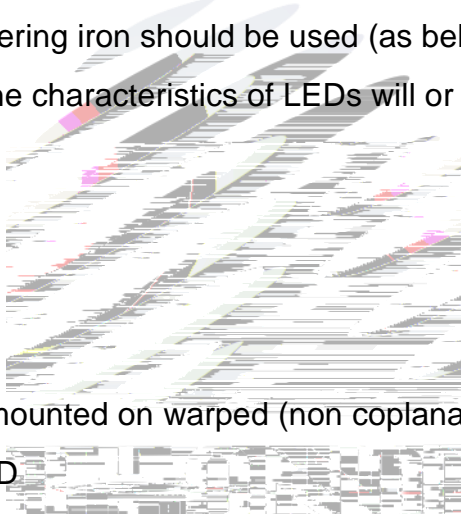 ering iron should be used (as bel
he characteristics of LEDs will or
mounted on warped (non coplana
D